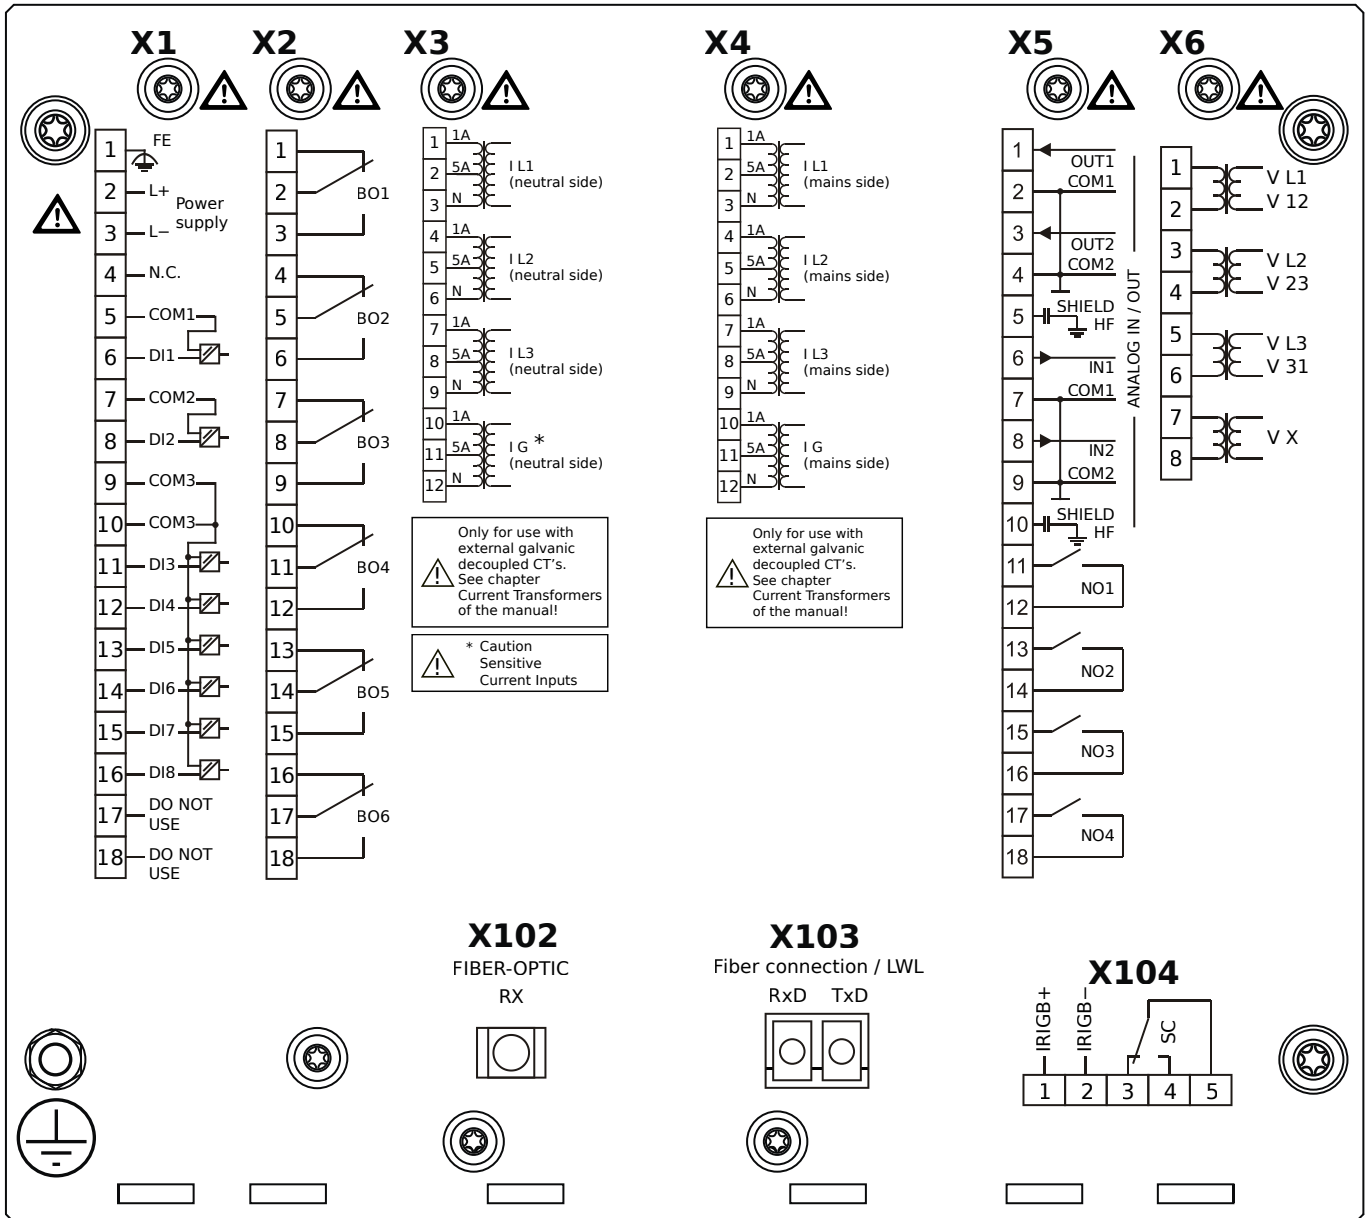 X1
X2
X3
X4
X5
X6
1
FE
2
L+
Power
supply
3
L−
4
N.C.
5
COM1
6
DI1
7
COM2
8
DI2
9
COM3
10
COM3
11
DI3
12
DI4
13
DI5
14
DI6
15
DI7
16
DI8
17
DO NOT
USE
18
DO NOT
USE
1
2
BO1
3
4
5
BO2
6
7
8
BO3
9
10
11
BO4
12
13
14
BO5
15
16
17
BO6
18
1
1A
2
5A
I L1
(neutral side)
3
N
4
1A
5
5A
I L2
(neutral side)
6
N
7
1A
8
5A
I L3
(neutral side)
9
N
10
1A
11
5A
I G *
(neutral side)
12
N
Only for use with
external galvanic
decoupled CT's.
See chapter
Current Transformers
of the manual!
* Caution
Sensitive
Current Inputs
1
1A
2
5A
I L1
(mains side)
3
N
4
1A
5
5A
I L2
(mains side)
6
N
7
1A
8
5A
I L3
(mains side)
9
N
10
1A
11
5A
I G
(mains side)
12
N
Only for use with
external galvanic
decoupled CT's.
See chapter
Current Transformers
of the manual!
1
OUT1
2
COM1
3
OUT2
4
COM2
5
SHIELD
HF
6
IN1
7
COM1
8
IN2
9
COM2
10
SHIELD
HF
ANALOG IN / OUT
11
NO1
12
13
NO2
14
15
NO3
16
17
NO4
18
1
V L1
2
V 12
3
V L2
4
V 23
5
V L3
6
V 31
7
V X
8
X102
FIBER-OPTIC
RX
X103
Fiber connection / LWL
RxD TxD
X104
IRIGB+
IRIGB−
SC
1 2 3 4 5